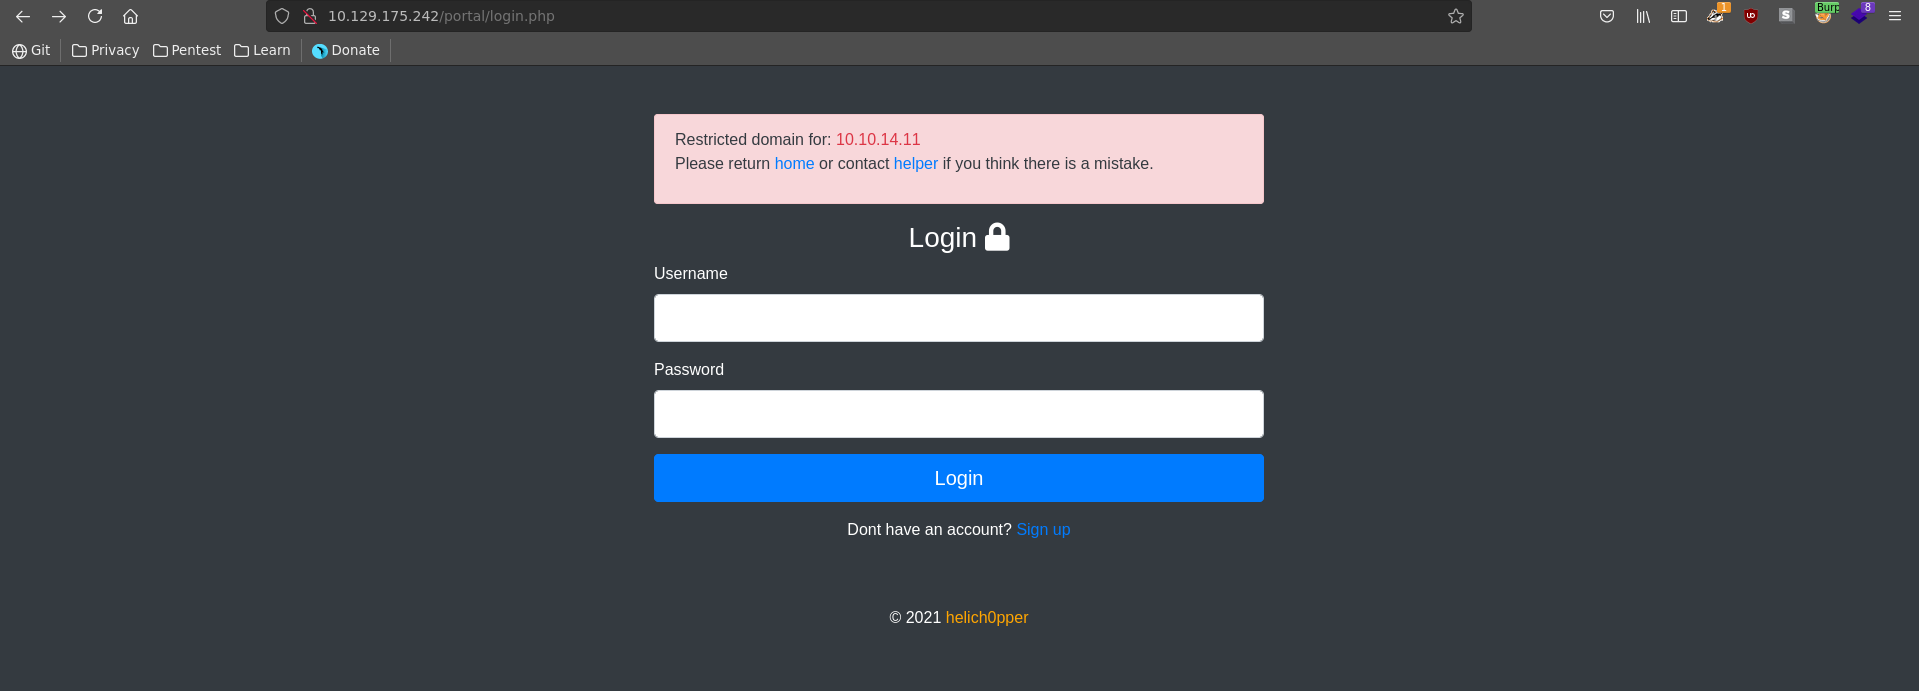 10.129.175.242/portal/login.php
1
UD
S
Burp
8
Git Privacy Pentest Learn Donate
Restricted domain for: 10.10.14.11
Please return home or contact helper if you think there is a mistake.
Login
Username
Password
Login
Dont have an account? Sign up
© 2021 helich0pper